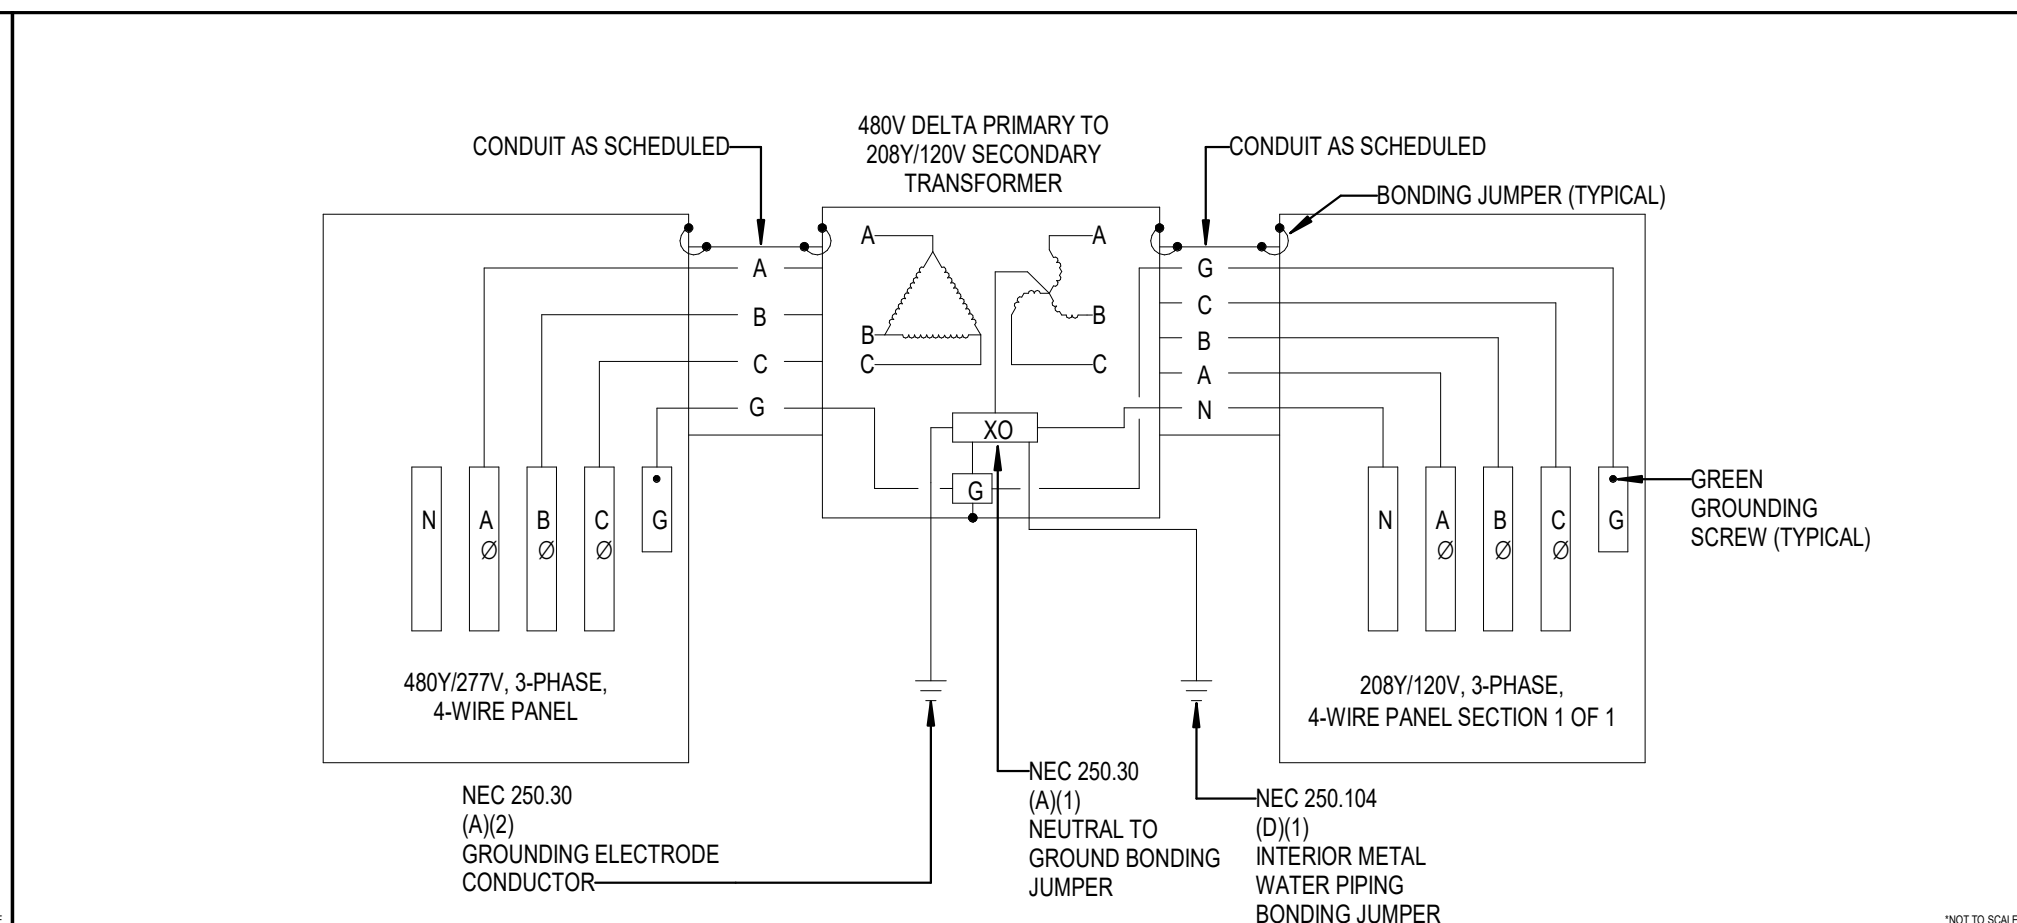 480V DELTA PRIMARY TO
208Y/120V SECONDARY
TRANSFORMER
CONDUIT AS SCHEDULED
CONDUIT AS SCHEDULED
BONDING JUMPER (TYPICAL)
A
B
C
G
A
B
C
A
B
C
G
C
B
A
N
XO
G
N
A
Ø
B
Ø
C
Ø
G
N
A
Ø
B
Ø
C
Ø
G
GREEN
GROUNDING
SCREW (TYPICAL)
480Y/277V, 3-PHASE,
4-WIRE PANEL
208Y/120V, 3-PHASE,
4-WIRE PANEL SECTION 1 OF 1
NEC 250.30
(A)(2)
GROUNDING ELECTRODE
CONDUCTOR
NEC 250.30
(A)(1)
NEUTRAL TO
GROUND BONDING
JUMPER
NEC 250.104
(D)(1)
INTERIOR METAL
WATER PIPING
BONDING JUMPER
*NOT TO SCALE